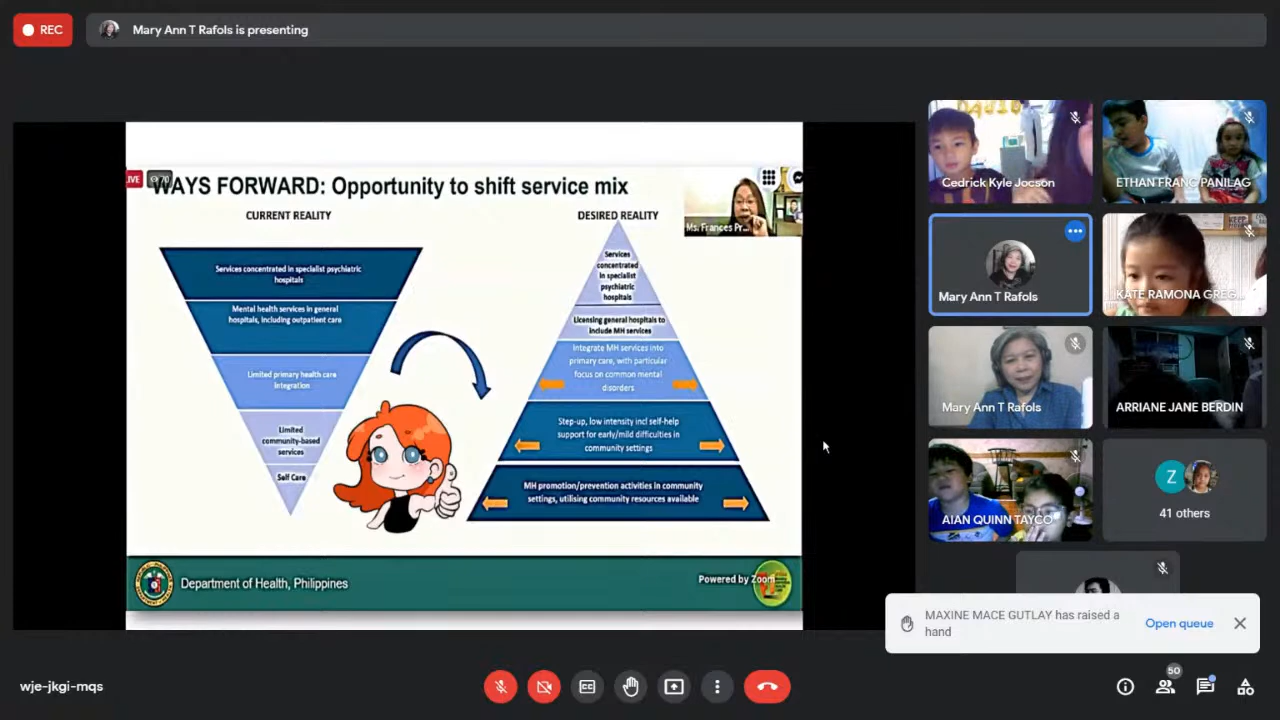 REC
Mary Ann T Rafols is presenting
LIVE
70
WAYS FORWARD: Opportunity to shift service mix
CURRENT REALITY
DESIRED REALITY
Ms. Frances Pr...
Services concentrated in specialist psychiatric
hospitals
Mental health services in general
hospitals, including outpatient care
Limited primary health care
integration
Limited
community-based
services
Self Care
Services
concentrated
in specialist
psychiatric
hospitals
Licensing general hospitals to
include MH services
Integrate MH services into
primary care, with particular
focus on common mental
disorders
Step-up, low intensity incl self-help
support for early/mild difficulties in
community settings
MH promotion/prevention activities in community
settings, utilising community resources available
Department of Health, Philippines
Powered by Zoom
Cedrick Kyle Jocson
ETHAN FRANC PANILAG
Mary Ann T Rafols
KATE RAMONA GREG...
Mary Ann T Rafols
ARRIANE JANE BERDIN
AIAN QUINN TAYCO
Z
41 others
MAXINE MACE GUTLAY has raised a
hand
Open queue
wje-jkgi-mqs
50